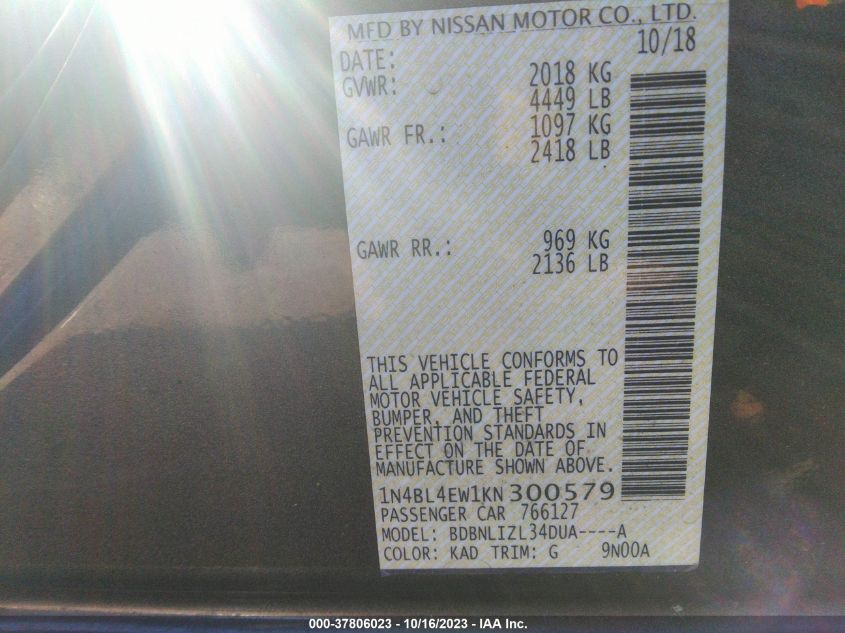 MFD BY NISSAN MOTOR CO., LTD.
DATE: 10/18
GVWR: 2018 KG
4449 LB
GAWR FR.: 1097 KG
2418 LB
GAWR RR.: 969 KG
2136 LB
THIS VEHICLE CONFORMS TO
ALL APPLICABLE FEDERAL
MOTOR VEHICLE SAFETY,
BUMPER, AND THEFT
PREVENTION STANDARDS IN
EFFECT ON THE DATE OF
MANUFACTURE SHOWN ABOVE.
1N4BL4EW1KN300579
PASSENGER CAR 766127
MODEL: BDBNLIZL34DUA----A
COLOR: KAD TRIM: G 9N00A
000-37806023 - 10/16/2023 - IAA Inc.